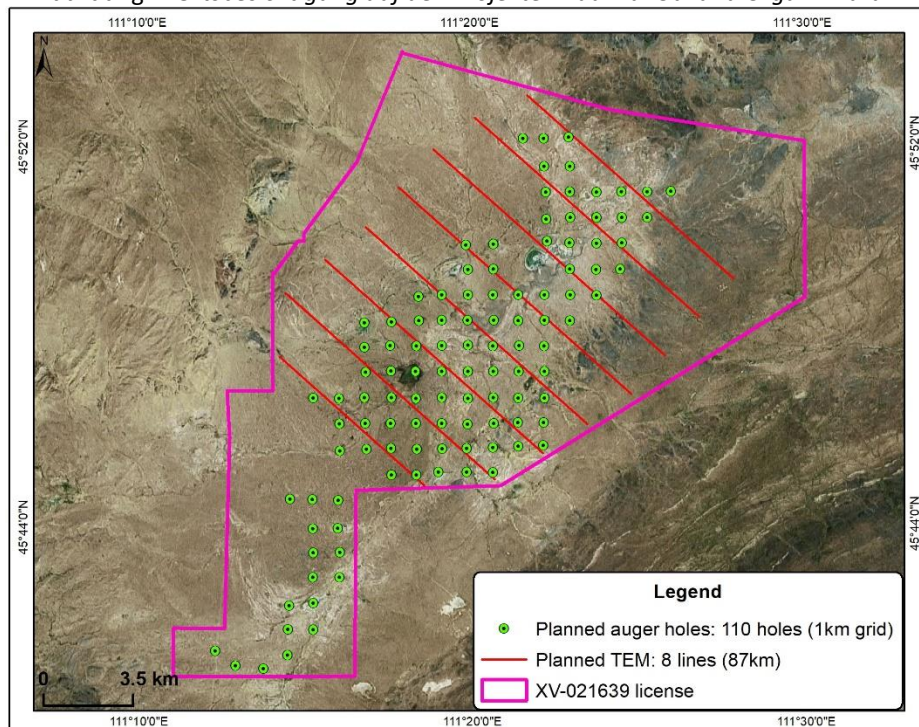 111°10'0"E 111°20'0"E 111°30'0"E
N
45°52'0"N 45°52'0"N
45°44'0"N 45°44'0"N
Legend
Planned auger holes: 110 holes (1km grid)
Planned TEM: 8 lines (87km)
XV-021639 license
0 3.5 km
111°10'0"E 111°20'0"E 111°30'0"E